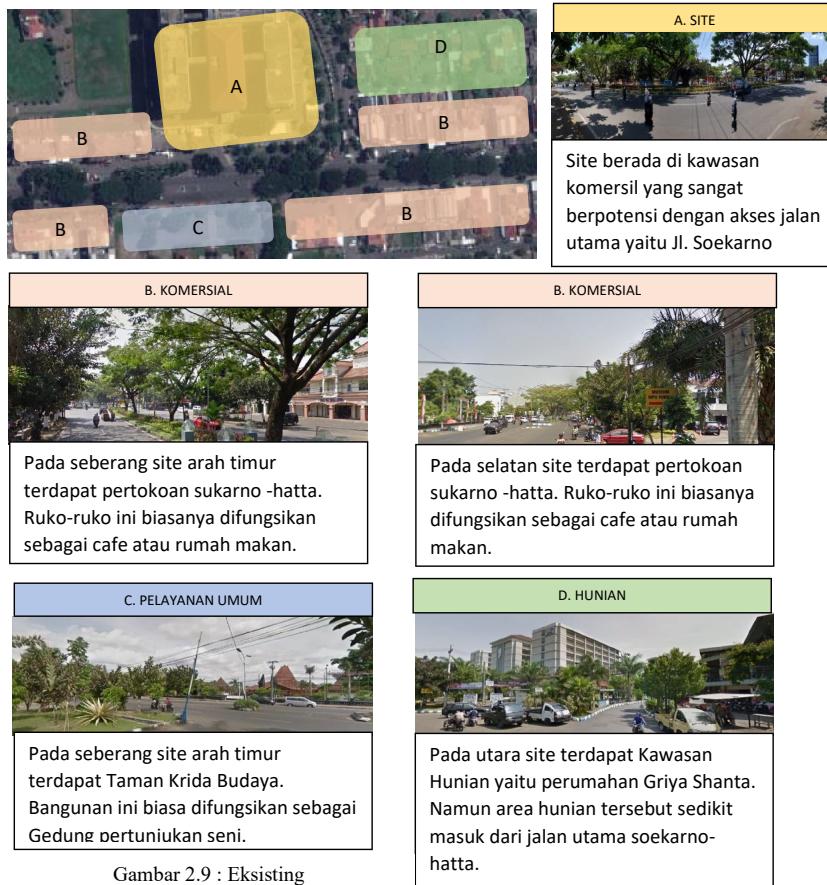 A
D
B
B
B
C
B
A. SITE
Site berada di kawasan
komersil yang sangat
berpotensi dengan akses jalan
utama yaitu Jl. Soekarno
B. KOMERSIAL
Pada seberang site arah timur
terdapat pertokoan sukarno -hatta.
Ruko-ruko ini biasanya difungsikan
sebagai cafe atau rumah makan.
B. KOMERSIAL
Pada selatan site terdapat pertokoan
sukarno -hatta. Ruko-ruko ini biasanya
difungsikan sebagai cafe atau rumah
makan.
C. PELAYANAN UMUM
Pada seberang site arah timur
terdapat Taman Krida Budaya.
Bangunan ini biasa difungsikan sebagai
Gedung pertunjukan seni.
D. HUNIAN
Pada utara site terdapat Kawasan
Hunian yaitu perumahan Griya Shanta.
Namun area hunian tersebut sedikit
masuk dari jalan utama soekarno-
hatta.
Gambar 2.9 : Eksisting